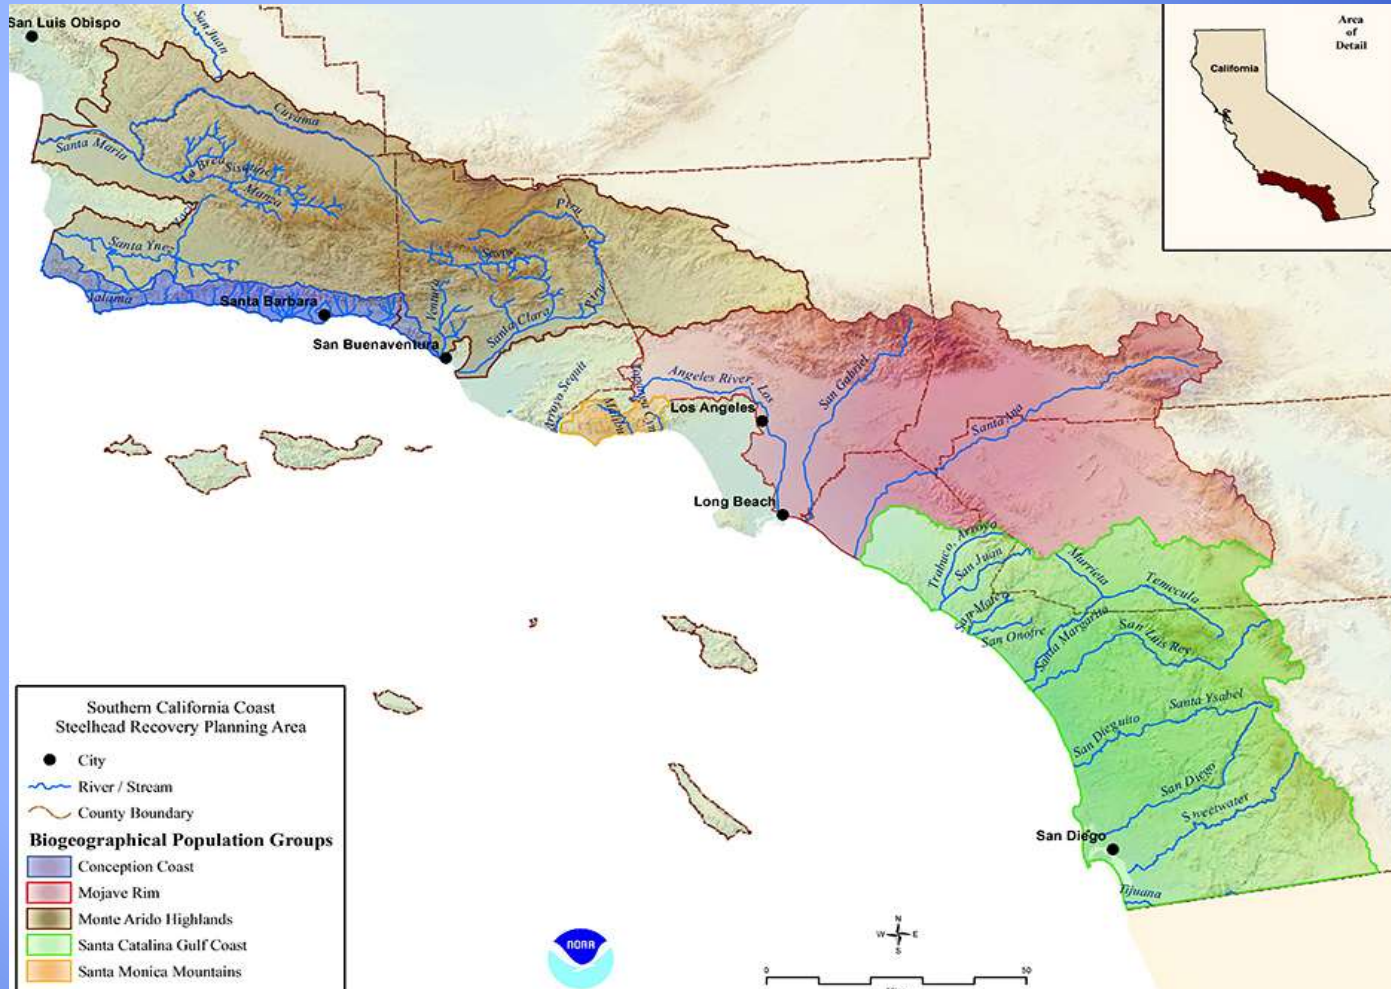 San Luis Obispo
San Juan
Area
of
Detail
California
Cuyama
Santa Maria
La Brea
Sisquoc
Manza
Piru
Santa Ynez
Sespe
Jalama
Santa Barbara
Ventura
Santa Clara
Piru
San Buenaventura
Arroyo Sequit
Malibu
Topanga Cyn
Angeles River, Los
Los Angeles
San Gabriel
Santa Ana
Long Beach
Trabuco, Arroyo
San Juan
San Mateo
San Onofre
Murrieta
Temecula
Santa Margarita
San Luis Rey
Santa Ysabel
San Dieguito
San Diego
Sweetwater
San Diego
Tijuana
Southern California Coast
Steelhead Recovery Planning Area
City
River / Stream
County Boundary
Biogeographical Population Groups
Conception Coast
Mojave Rim
Monte Arido Highlands
Santa Catalina Gulf Coast
Santa Monica Mountains
NOAA
N
W E
S
0 50